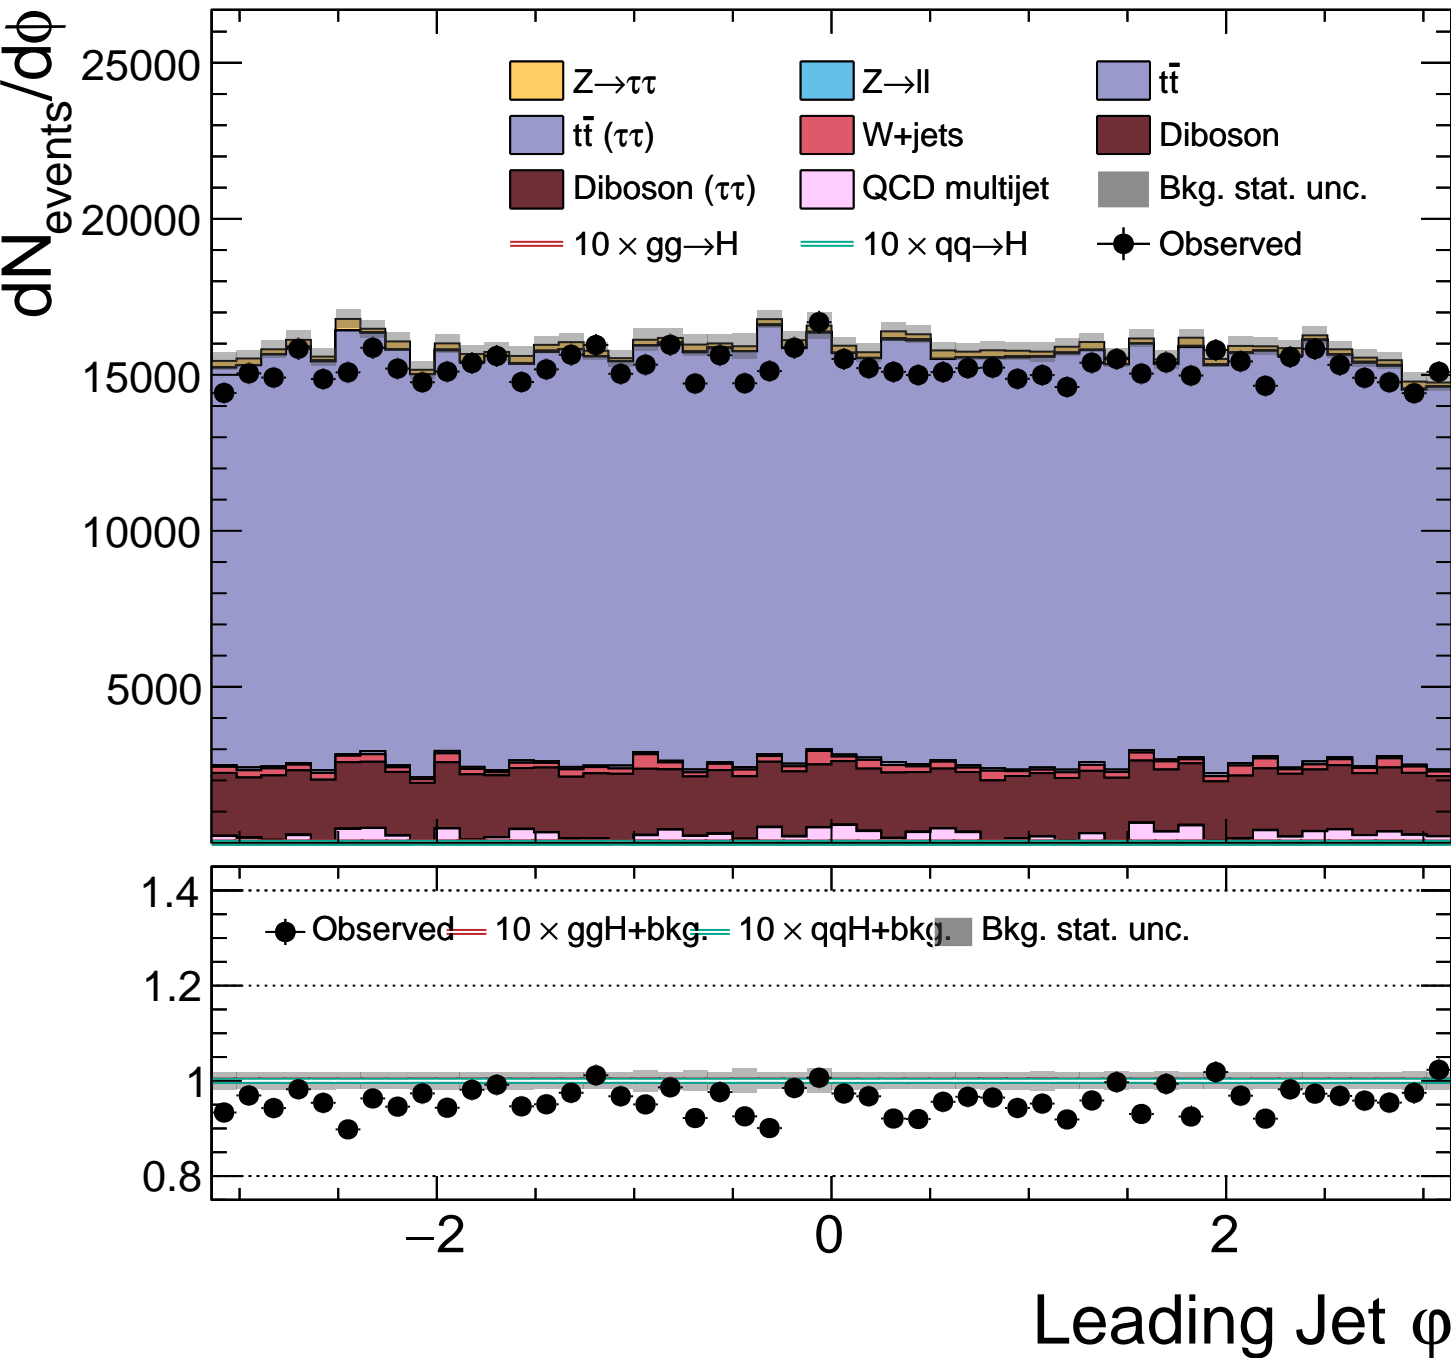 dN_events/dϕ
25000
20000
15000
10000
5000
Z→ττ Z→ll tt̄
tt̄ (ττ) W+jets Diboson
Diboson (ττ) QCD multijet Bkg. stat. unc.
10 × gg→H 10 × qq→H Observed
1.4
1.2
1
0.8
Observed 10 × ggH+bkg. 10 × qqH+bkg. Bkg. stat. unc.
−2 0 2
Leading Jet φ